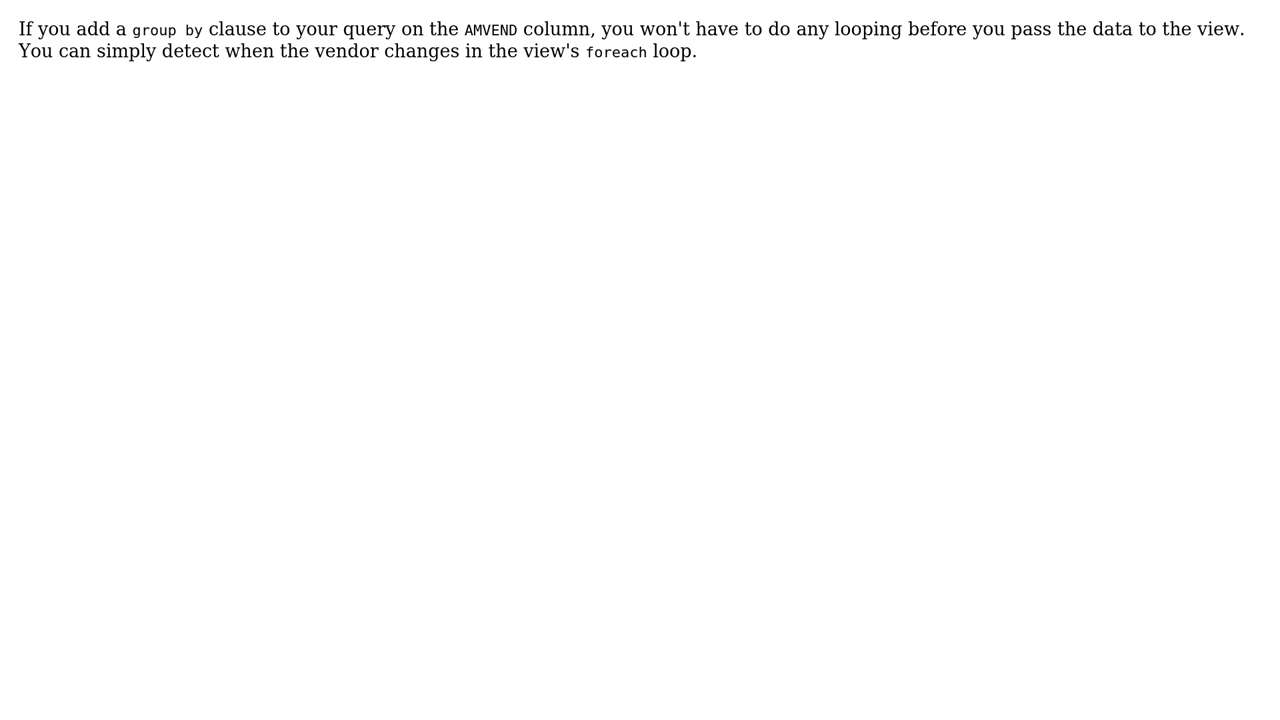 If you add a group by clause to your query on the AMVEND column, you won't have to do any looping before you pass the data to the view.
You can simply detect when the vendor changes in the view's foreach loop.